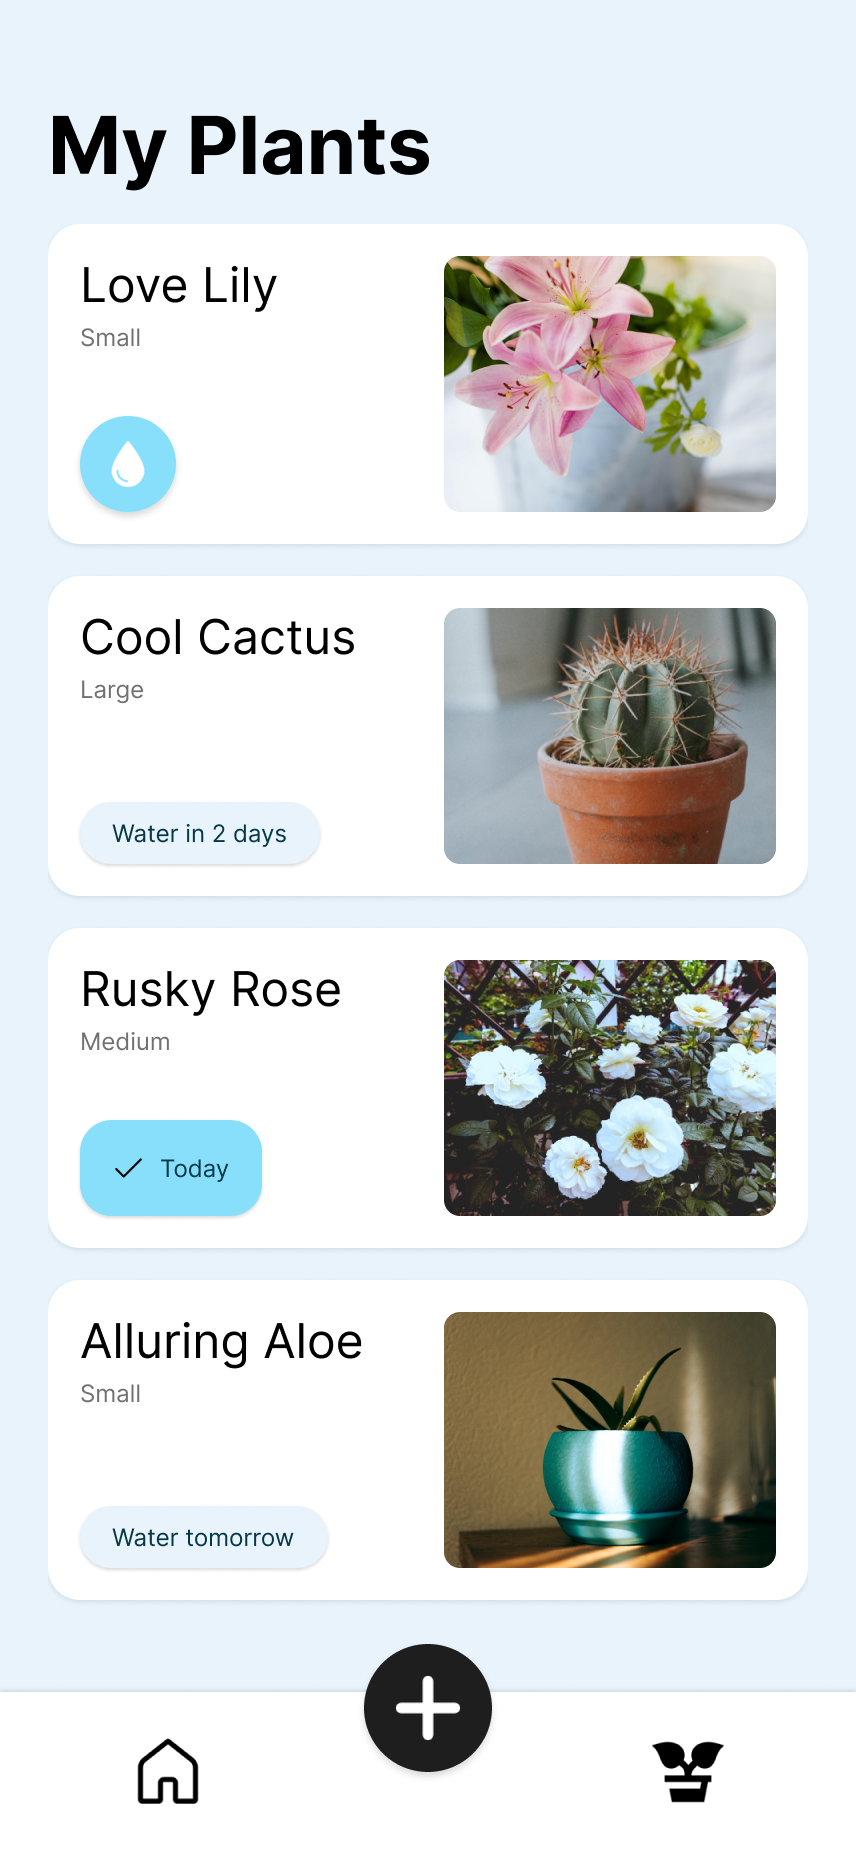 My Plants
Love Lily
Small
Cool Cactus
Large
Water in 2 days
Rusky Rose
Medium
Today
Alluring Aloe
Small
Water tomorrow